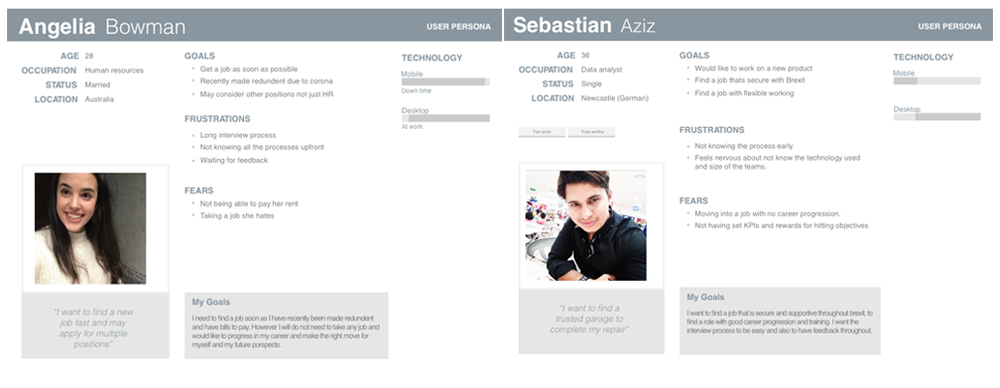 Angelia Bowman
USER PERSONA
AGE 28
OCCUPATION Human resources
STATUS Married
LOCATION Australia
GOALS
Get a job as soon as possible
Recently made redundent due to corona
May consider other positions not just HR
FRUSTRATIONS
Long interview process
Not knowing all the processes upfront
Waiting for feedback
FEARS
Not being able to pay her rent
Taking a job she hates
TECHNOLOGY
Mobile
Down time
Desktop
At work
"I want to find a new
job fast and may
apply for multiple
positions"
My Goals
I need to find a job soon as I have recently been made redundent
and have bills to pay. However I will do not need to take any job and
would like to progress in my career and make the right move for
myself and my future porspects.
Sebastian Aziz
USER PERSONA
AGE 36
OCCUPATION Data analyst
STATUS Single
LOCATION Newcastle (German)
Fair price
Trust worthy
GOALS
Would like to work on a new product
Find a job thats secure with Brexit
Find a job with flexible working
FRUSTRATIONS
Not knowing the process early
Feels nervous about not know the technology used
and size of the teams.
FEARS
Moving into a job with no career progression.
Not having set KPIs and rewards for hitting objectives
TECHNOLOGY
Mobile
Desktop
"I want to find a
trusted garage to
complete my repair"
My Goals
I want to find a job that is secure and supportive throughout brexit, to
find a role with good career progression and training. I want the
interview process to be easy and also to have feedback throughout.